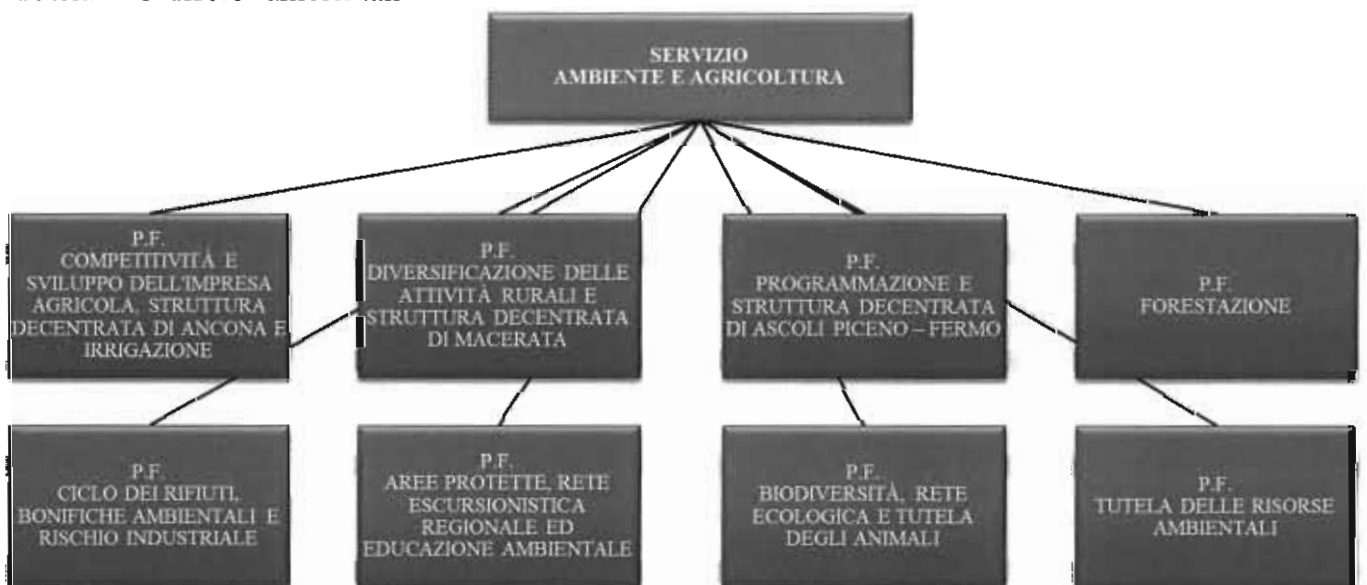 SERVIZIO
AMBIENTE E AGRICOLTURA
P.F.
COMPETITIVITÀ E
SVILUPPO DELL'IMPRESA
AGRICOLA, STRUTTURA
DECENTRATA DI ANCONA E
IRRIGAZIONE
P.F.
DIVERSIFICAZIONE DELLE
ATTIVITÀ RURALI E
STRUTTURA DECENTRATA
DI MACERATA
P.F.
PROGRAMMAZIONE E
STRUTTURA DECENTRATA
DI ASCOLI PICENO – FERMO
P.F.
FORESTAZIONE
P.F.
CICLO DEI RIFIUTI,
BONIFICHE AMBIENTALI E
RISCHIO INDUSTRIALE
P.F.
AREE PROTETTE, RETE
ESCURSIONISTICA
REGIONALE ED
EDUCAZIONE AMBIENTALE
P.F.
BIODIVERSITÀ, RETE
ECOLOGICA E TUTELA
DEGLI ANIMALI
P.F.
TUTELA DELLE RISORSE
AMBIENTALI